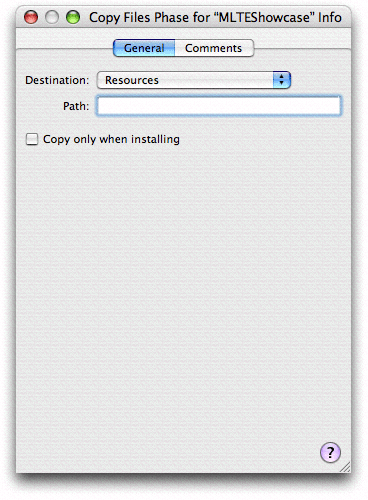 Copy Files Phase for “MLTEShowcase” Info
General Comments
Destination: Resources
Path:
Copy only when installing
?